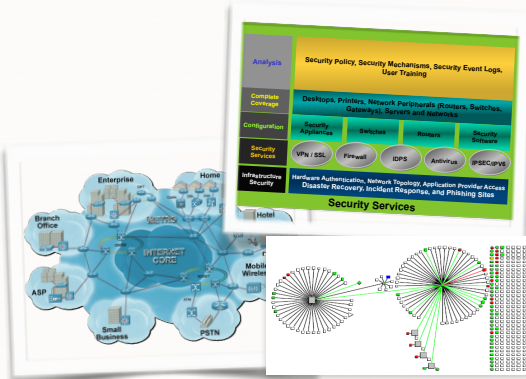 Analysis
Security Policy, Security Mechanisms, Security Event Logs,
User Training
Complete
Coverage
Desktops, Printers, Network Peripherals (Routers, Switches,
Gateways), Servers and Networks
Configuration
Security
Appliances
Switches
Routers
Security
Software
Security
Services
VPN / SSL
Firewall
IDPS
Antivirus
IPSEC/IPV6
Infrastructure
Security
Hardware Authentication, Network Topology, Application Provider Access
Disaster Recovery, Incident Response, and Phishing Sites
Security Services
Enterprise
Home
Branch
Office
METRO
Hotel
INTERNET
CORE
Mobile
Wireless
ASP
Small
Business
PSTN